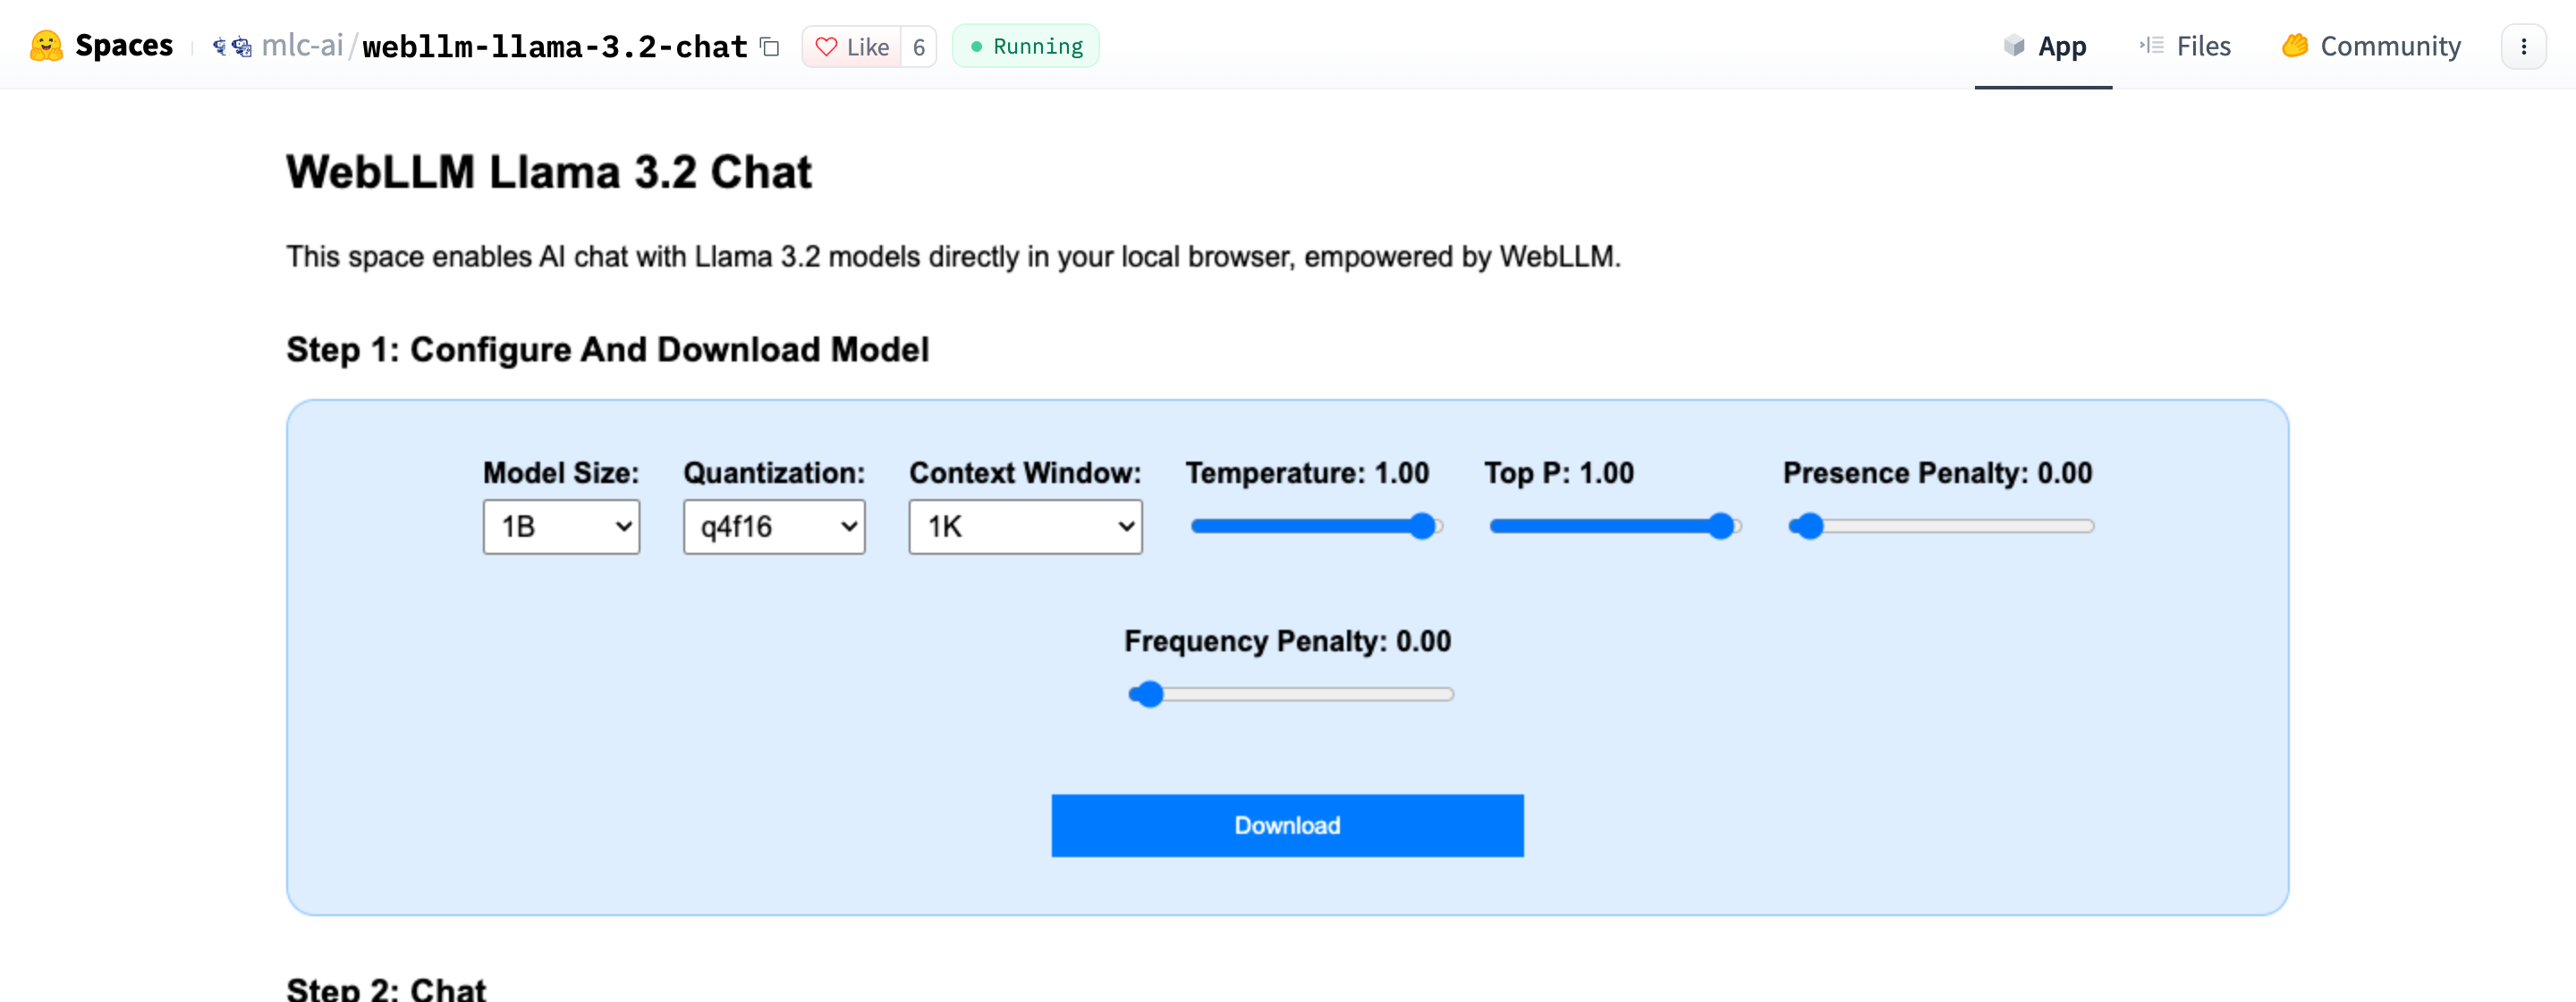 Spaces mlc-ai/webllm-llama-3.2-chat Like 6 Running App Files Community
WebLLM Llama 3.2 Chat
This space enables AI chat with Llama 3.2 models directly in your local browser, empowered by WebLLM.
Step 1: Configure And Download Model
Model Size: Quantization: Context Window: Temperature: 1.00 Top P: 1.00 Presence Penalty: 0.00
1B q4f16 1K
Frequency Penalty: 0.00
Download
Step 2: Chat